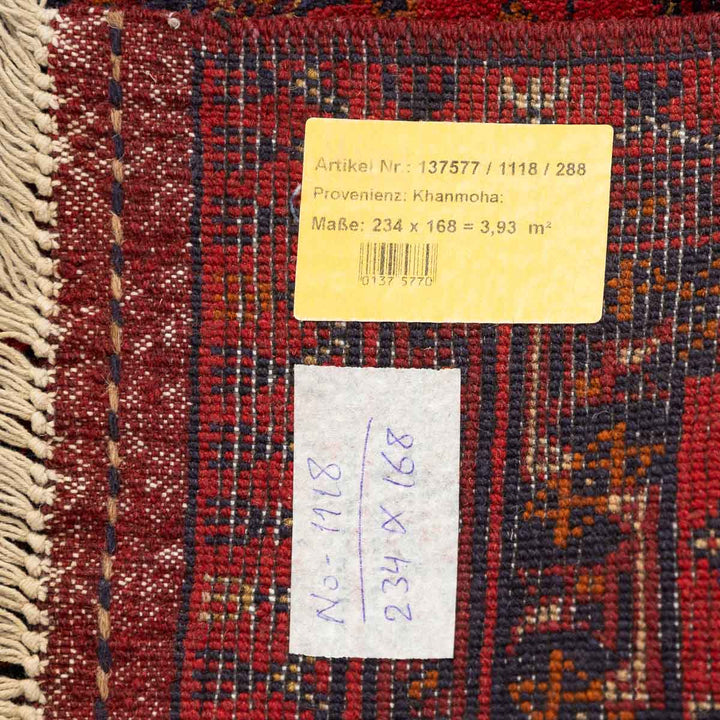 Artikel Nr.: 137577 / 1118 / 288
Provenienz: Khanmoha:
Maße: 234 x 168 = 3,93 m²
0137 5770
No- 1118
234 x 168